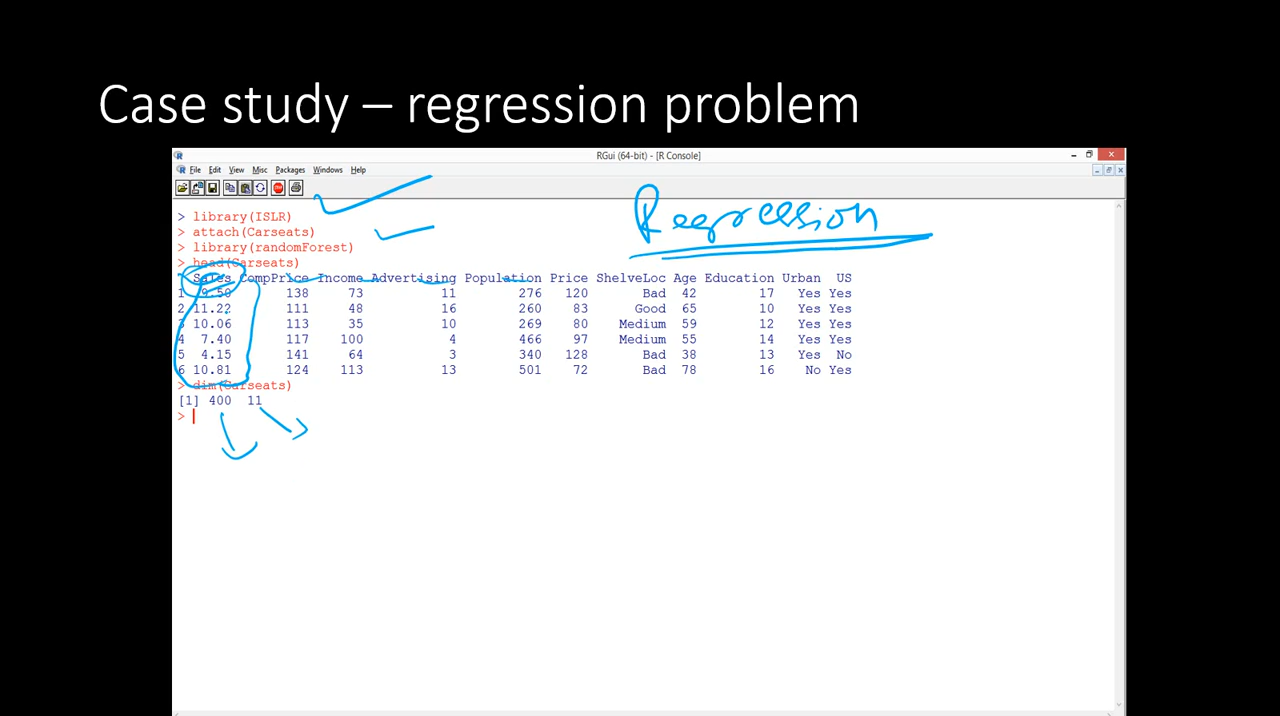 Case study – regression problem
RGui (64-bit) - [R Console]
File Edit View Misc Packages Windows Help
> library(ISLR)
> attach(Carseats)
> library(randomForest)
> head(Carseats)
Regression
Sales CompPrice Income Advertising Population Price ShelveLoc Age Education Urban US
1 9.50 138 73 11 276 120 Bad 42 17 Yes Yes
2 11.22 111 48 16 260 83 Good 65 10 Yes Yes
3 10.06 113 35 10 269 80 Medium 59 12 Yes Yes
4 7.40 117 100 4 466 97 Medium 55 14 Yes Yes
5 4.15 141 64 3 340 128 Bad 38 13 Yes No
6 10.81 124 113 13 501 72 Bad 78 16 No Yes
> dim(Carseats)
[1] 400 11
>